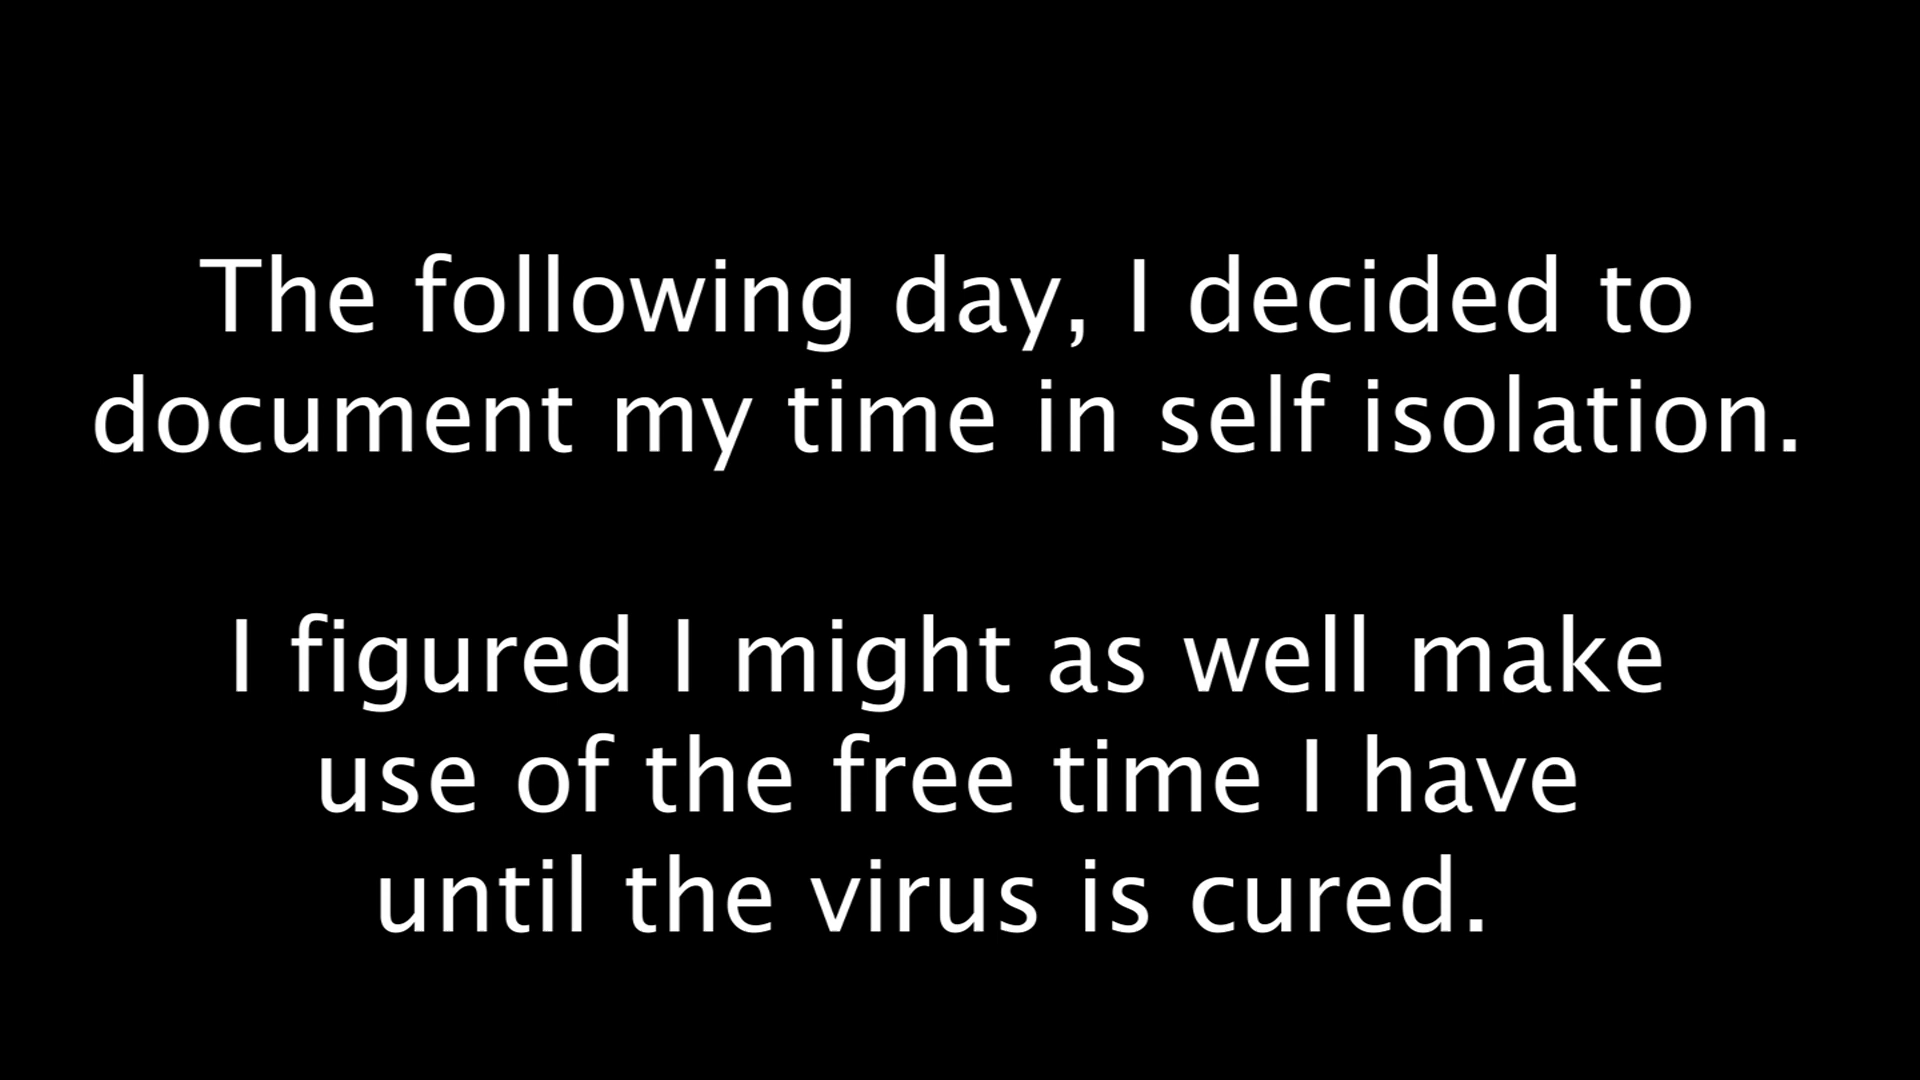 The following day, I decided to
document my time in self isolation.
I figured I might as well make
use of the free time I have
until the virus is cured.